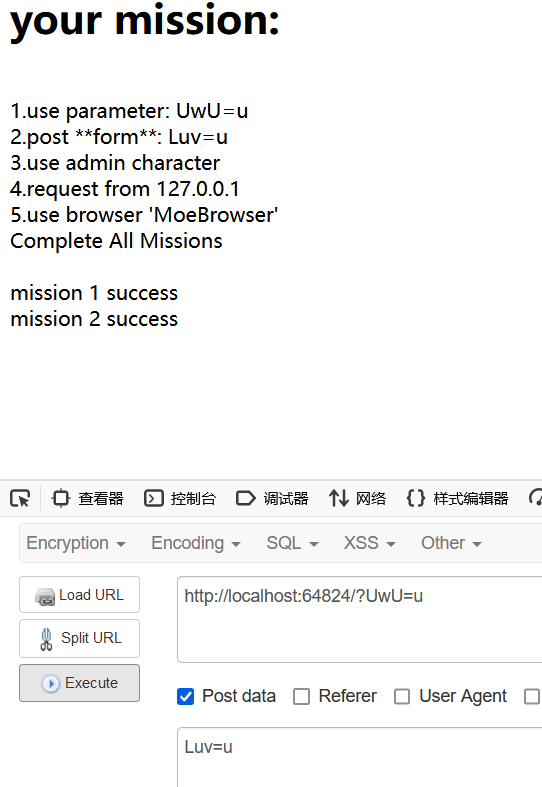 your mission:
1.use parameter: UwU=u
2.post **form**: Luv=u
3.use admin character
4.request from 127.0.0.1
5.use browser 'MoeBrowser'
Complete All Missions
mission 1 success
mission 2 success
查看器 控制台 调试器 网络 样式编辑器
Encryption Encoding SQL XSS Other
Load URL
http://localhost:64824/?UwU=u
Split URL
Execute
Post data Referer User Agent
Luv=u